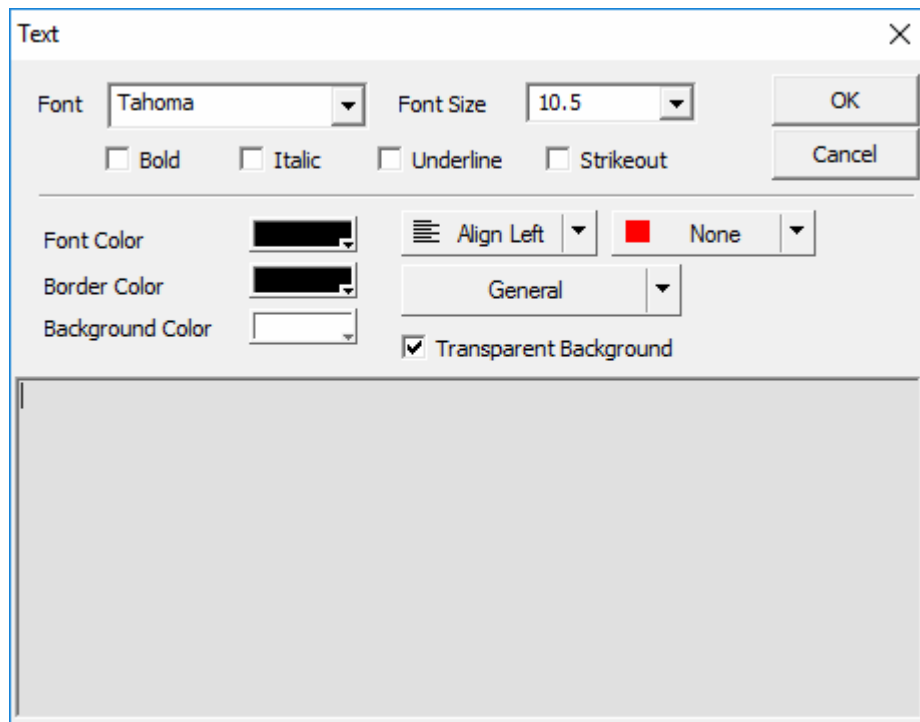 Text
Font Tahoma Font Size 10.5 OK
Bold Italic Underline Strikeout Cancel
Font Color Align Left None
Border Color General
Background Color
Transparent Background